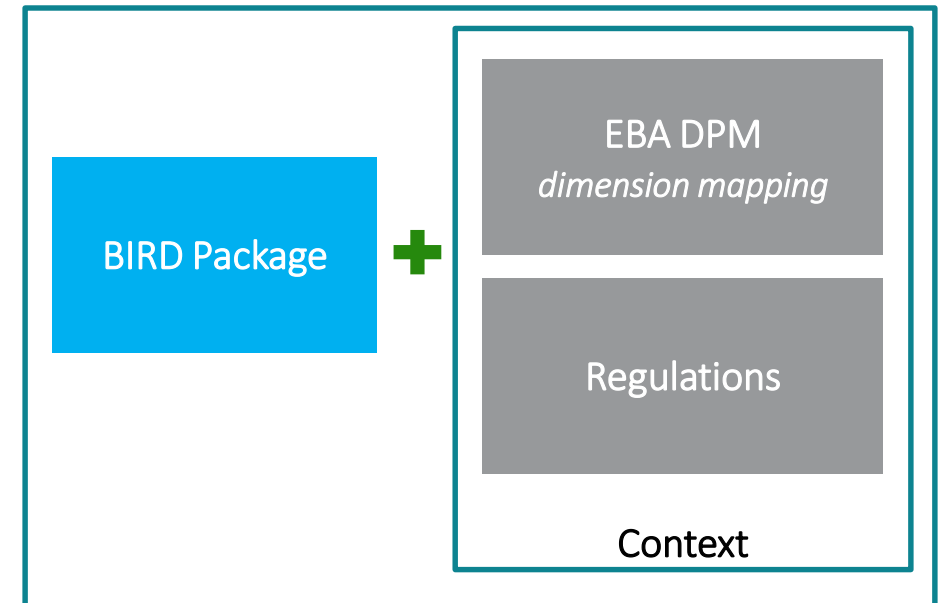 BIRD Package
EBA DPM
dimension mapping
Regulations
Context